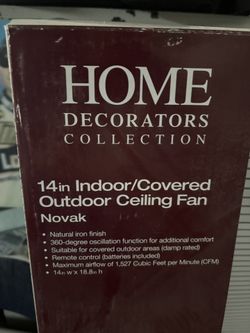 HOME
DECORATORS
COLLECTION
14in Indoor/Covered
Outdoor Ceiling Fan
Novak
• Natural iron finish
• 360-degree oscillation function for additional comfort
• Suitable for covered outdoor areas (damp rated)
• Remote control (batteries included)
• Maximum airflow of 1,527 Cubic Feet per Minute (CFM)
• 14in w x 18.8in h